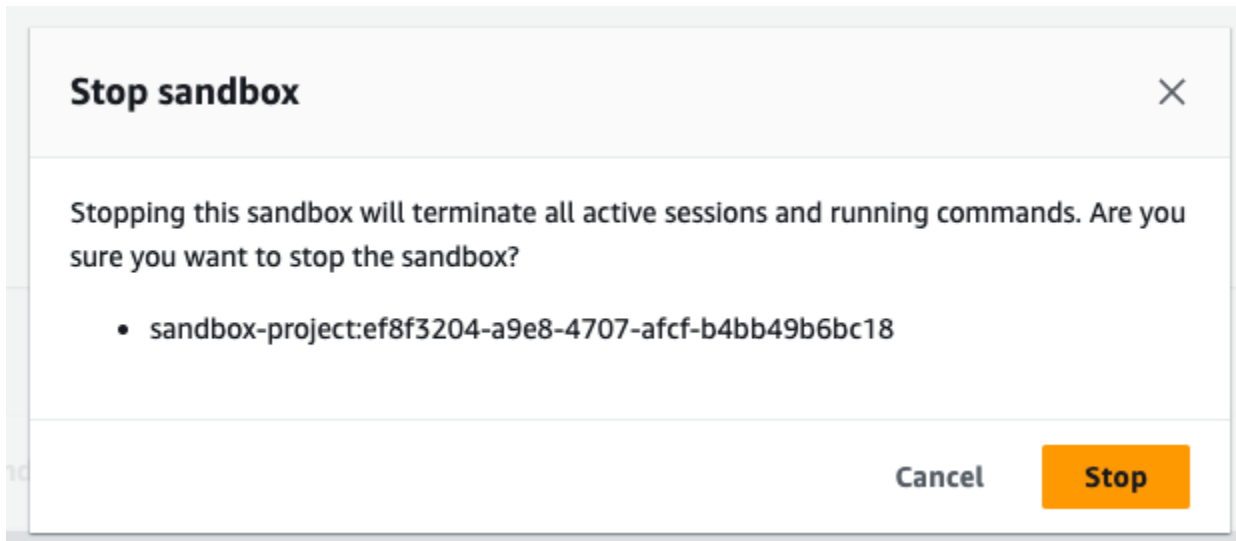 Stop sandbox
Stopping this sandbox will terminate all active sessions and running commands. Are you
sure you want to stop the sandbox?
• sandbox-project:ef8f3204-a9e8-4707-afcf-b4bb49b6bc18
Cancel
Stop